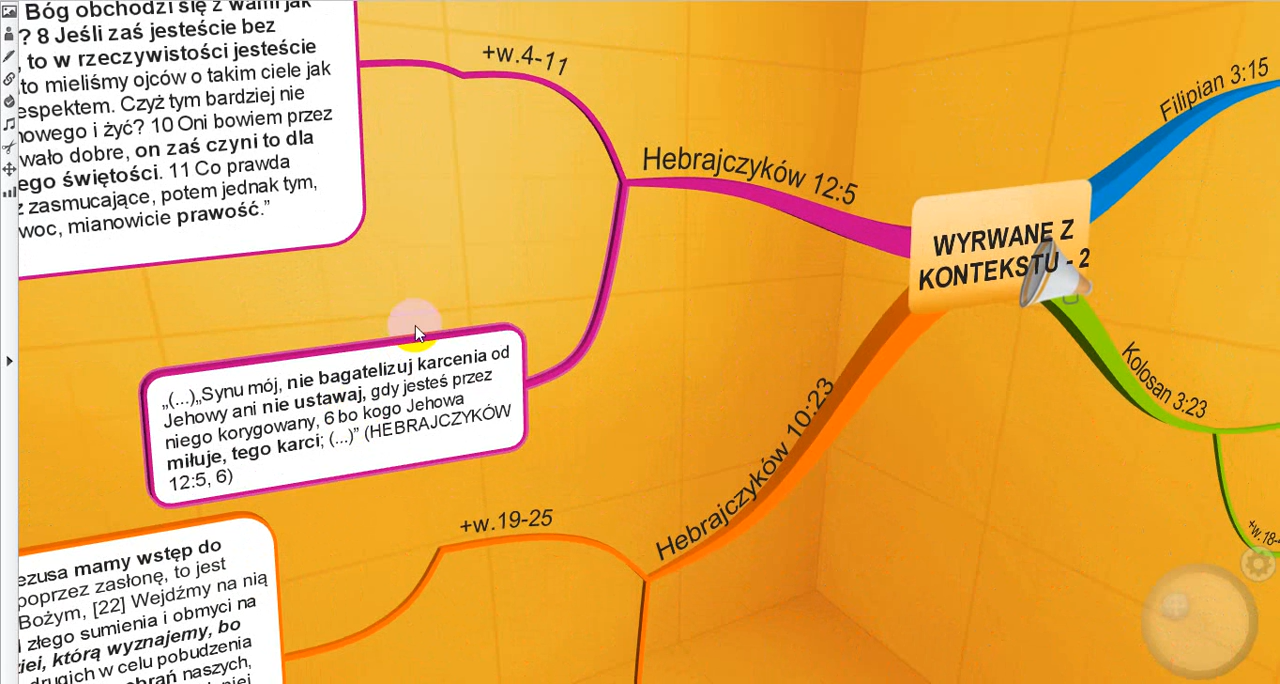 Bóg obchodzi się z wami jak
? 8 Jeśli zaś jesteście bez
, to w rzeczywistości jesteście
to mieliśmy ojców o takim ciele jak
espektem. Czyż tym bardziej nie
howego i żyć? 10 Oni bowiem przez
wało dobre, on zaś czyni to dla
ego świętości. 11 Co prawda
z zasmucające, potem jednak tym,
woc, mianowicie prawość.”
+w.4-11
Hebrajczyków 12:5
Filipian 3:15
WYRWANE Z
KONTEKSTU - 2
„(...)„Synu mój, nie bagatelizuj karcenia od
Jehowy ani nie ustawaj, gdy jesteś przez
niego korygowany, 6 bo kogo Jehowa
miłuje, tego karci; (...)” (HEBRAJCZYKÓW
12:5, 6)
Kolosan 3:23
+w.18-
Hebrajczyków 10:23
+w.19-25
ezusa mamy wstęp do
poprzez zasłonę, to jest
Bożym, [22] Wejdźmy na nią
złego sumienia i obmyci na
iei, którą wyznajemy, bo
drugich w celu pobudzenia
ebrań naszych,